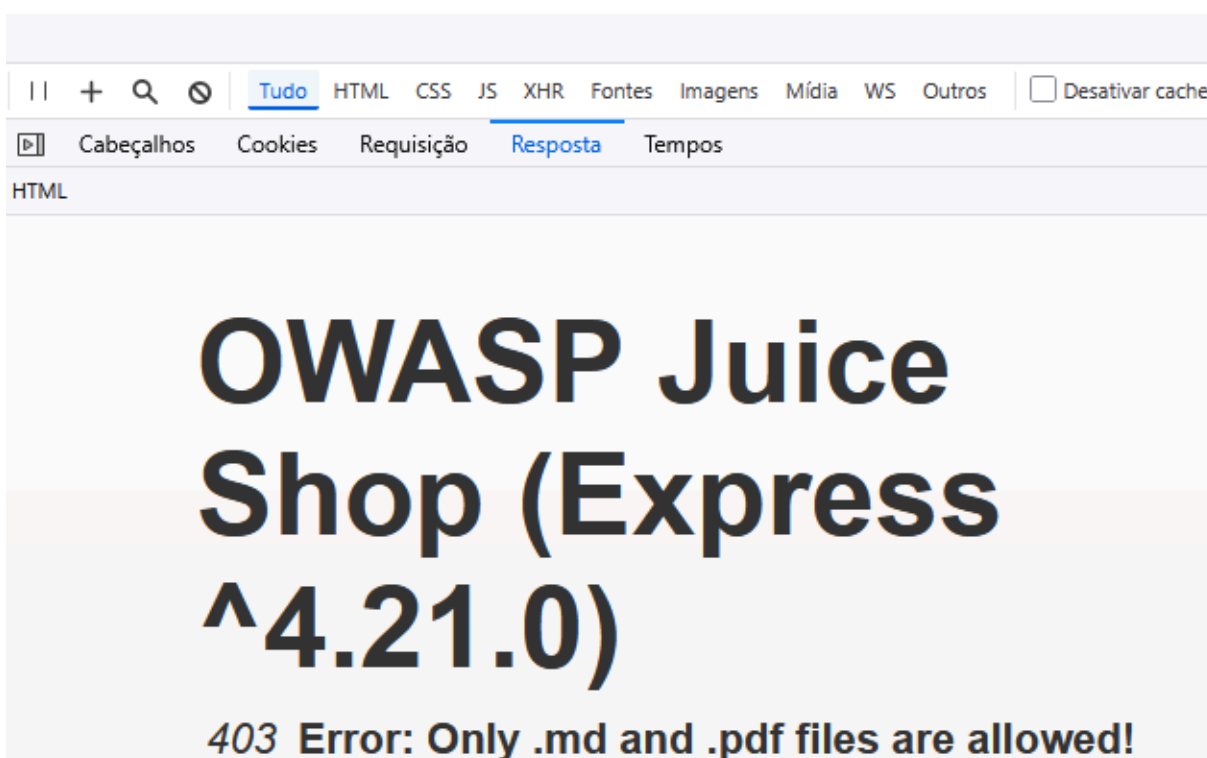 Tudo HTML CSS JS XHR Fontes Imagens Mídia WS Outros Desativar cache
Cabeçalhos Cookies Requisição Resposta Tempos
HTML
OWASP Juice
Shop (Express
^4.21.0)
403 Error: Only .md and .pdf files are allowed!